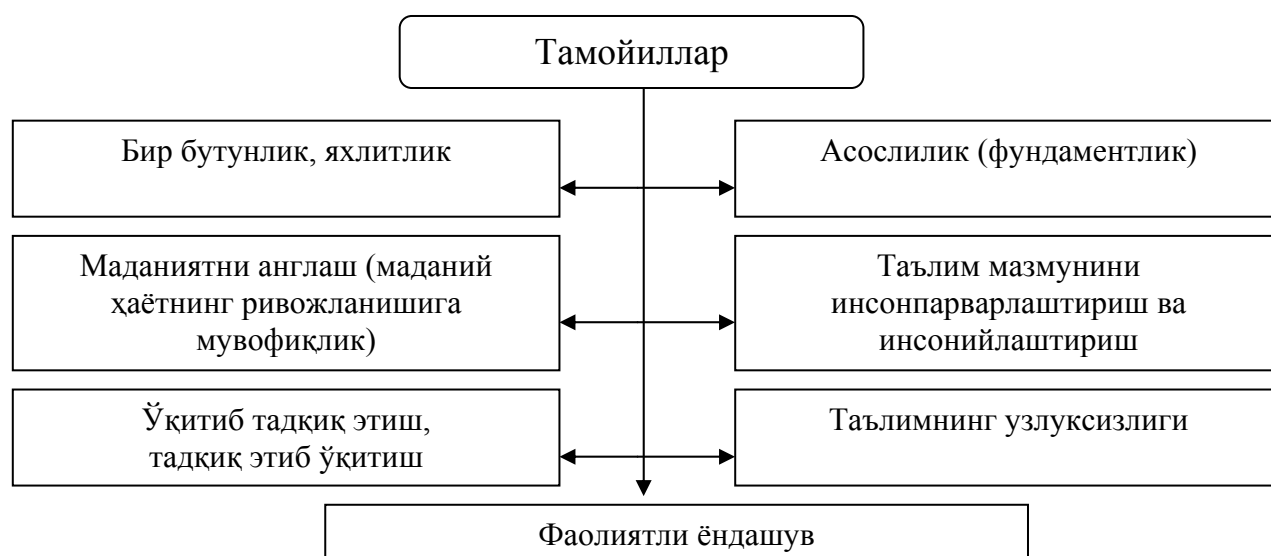 Тамойиллар
Бир бутунлик, яхлитлик
Асослилик (фундаментлик)
Маданиятни англаш (маданий
ҳаётнинг ривожланишига
мувофиқлик)
Таълим мазмунини
инсонпарварлаштириш ва
инсонийлаштириш
Ўқитиб тадқиқ этиш,
тадқиқ этиб ўқитиш
Таълимнинг узлуксизлиги
Фаолиятли ёндашув